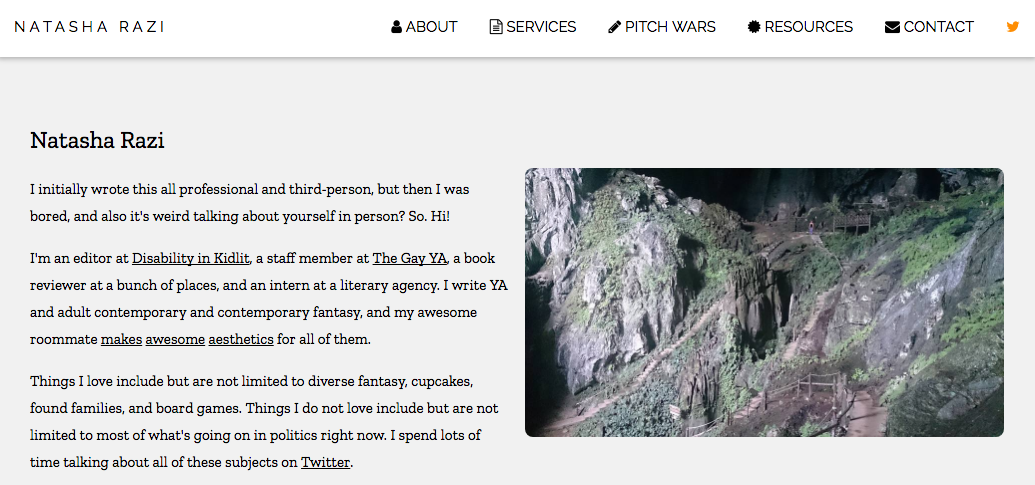 NATASHA RAZI
ABOUT
SERVICES
PITCH WARS
RESOURCES
CONTACT
Natasha Razi
I initially wrote this all professional and third-person, but then I was
bored, and also it's weird talking about yourself in person? So. Hi!
I'm an editor at Disability in Kidlit, a staff member at The Gay YA, a book
reviewer at a bunch of places, and an intern at a literary agency. I write YA
and adult contemporary and contemporary fantasy, and my awesome
roommate makes awesome aesthetics for all of them.
Things I love include but are not limited to diverse fantasy, cupcakes,
found families, and board games. Things I do not love include but are not
limited to most of what's going on in politics right now. I spend lots of
time talking about all of these subjects on Twitter.